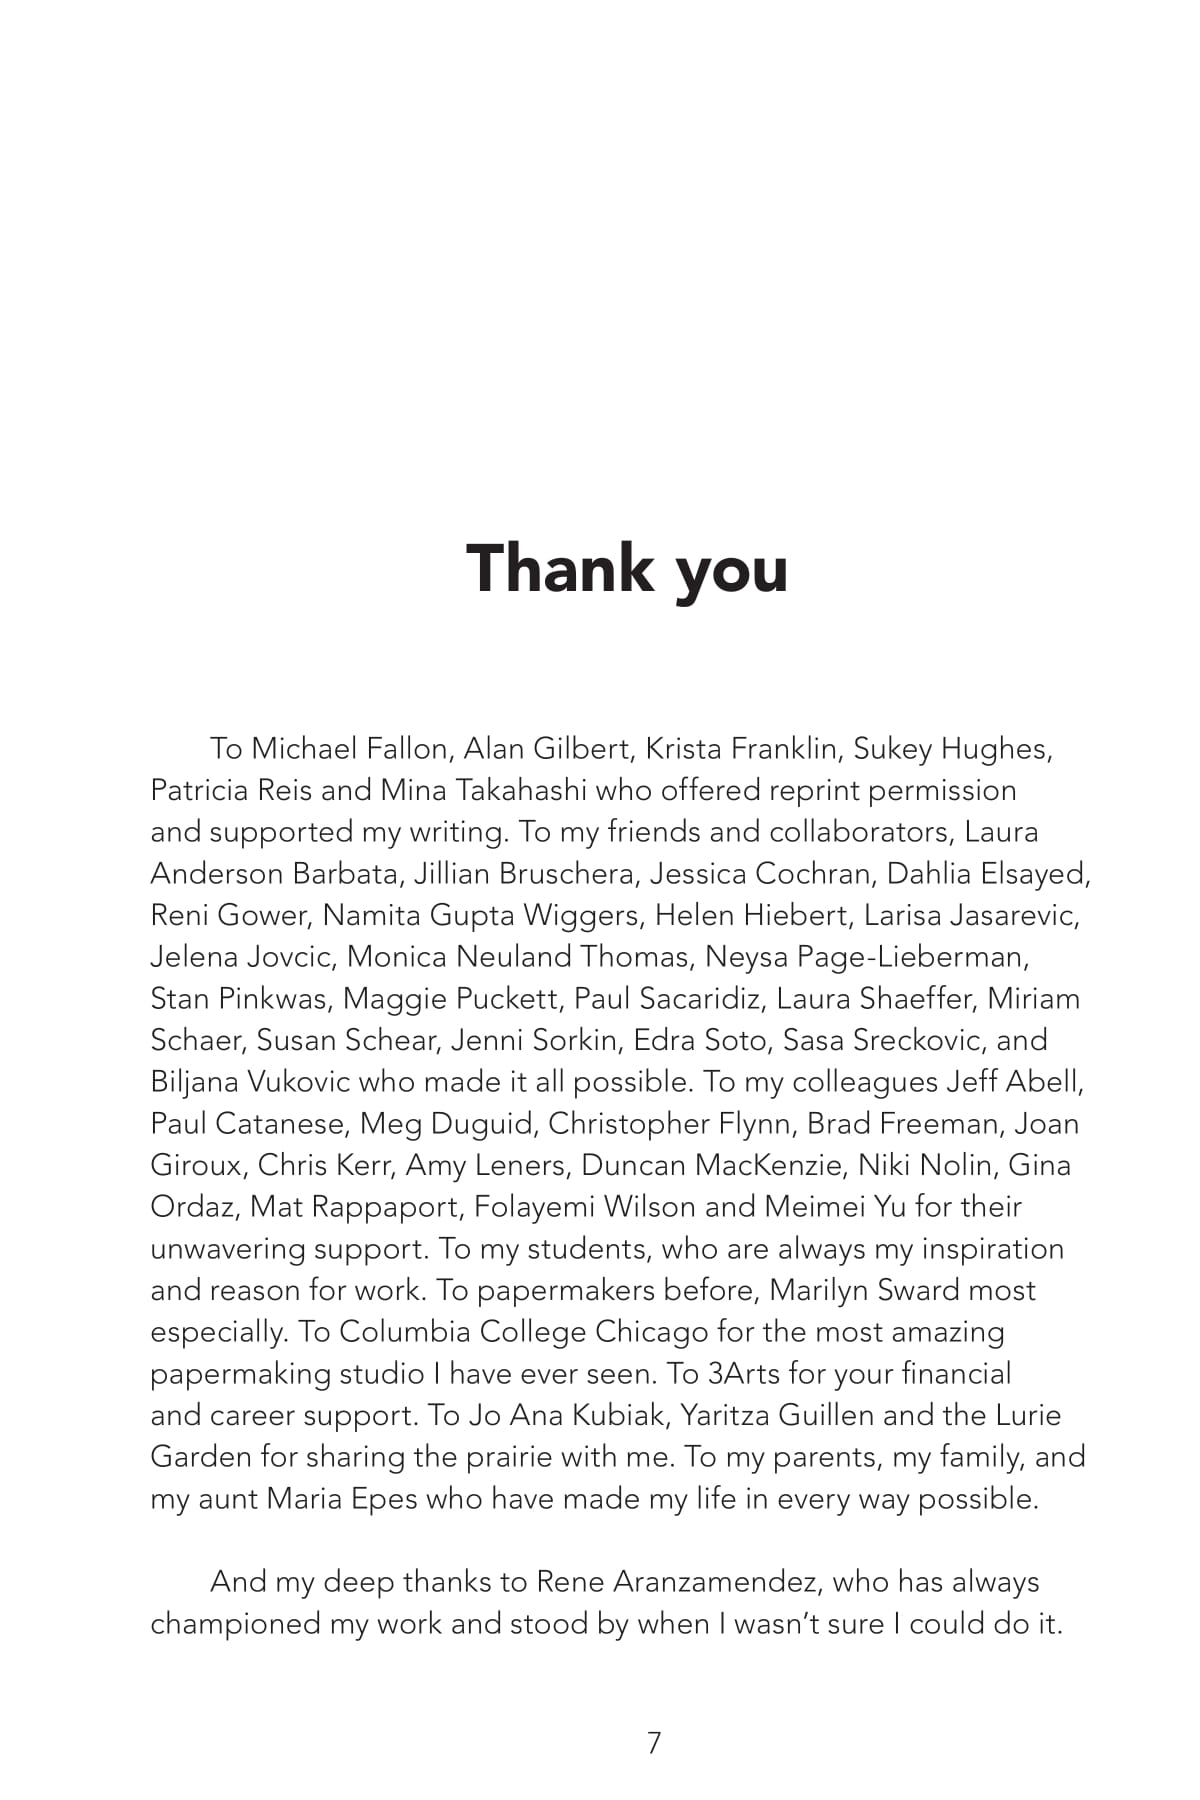 Thank you
To Michael Fallon, Alan Gilbert, Krista Franklin, Sukey Hughes,
Patricia Reis and Mina Takahashi who offered reprint permission
and supported my writing. To my friends and collaborators, Laura
Anderson Barbata, Jillian Bruschera, Jessica Cochran, Dahlia Elsayed,
Reni Gower, Namita Gupta Wiggers, Helen Hiebert, Larisa Jasarevic,
Jelena Jovcic, Monica Neuland Thomas, Neysa Page-Lieberman,
Stan Pinkwas, Maggie Puckett, Paul Sacaridiz, Laura Shaeffer, Miriam
Schaer, Susan Schear, Jenni Sorkin, Edra Soto, Sasa Sreckovic, and
Biljana Vukovic who made it all possible. To my colleagues Jeff Abell,
Paul Catanese, Meg Duguid, Christopher Flynn, Brad Freeman, Joan
Giroux, Chris Kerr, Amy Leners, Duncan MacKenzie, Niki Nolin, Gina
Ordaz, Mat Rappaport, Folayemi Wilson and Meimei Yu for their
unwavering support. To my students, who are always my inspiration
and reason for work. To papermakers before, Marilyn Sward most
especially. To Columbia College Chicago for the most amazing
papermaking studio I have ever seen. To 3Arts for your financial
and career support. To Jo Ana Kubiak, Yaritza Guillen and the Lurie
Garden for sharing the prairie with me. To my parents, my family, and
my aunt Maria Epes who have made my life in every way possible.
And my deep thanks to Rene Aranzamendez, who has always
championed my work and stood by when I wasn’t sure I could do it.
7